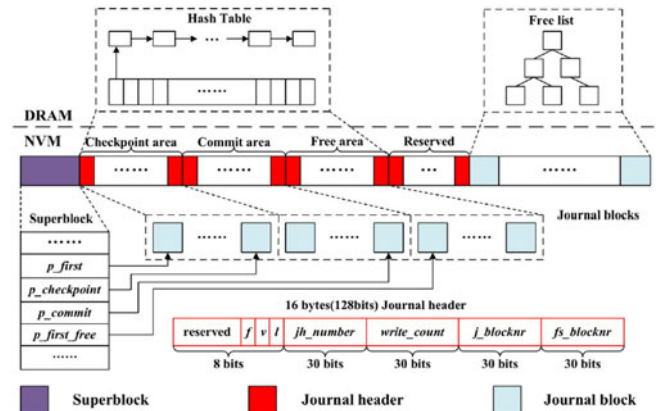 Hash Table
……
Free list
DRAM
NVM
Checkpoint area
Commit area
Free area
Reserved
……
……
……
...
……
Superblock
Journal blocks
……
p_first
p_checkpoint
p_commit
p_first_free
……
……
……
……
16 bytes(128bits) Journal header
reserved f v l jh_number write_count j_blocknr fs_blocknr
8 bits 30 bits 30 bits 30 bits 30 bits
Superblock Journal header Journal block